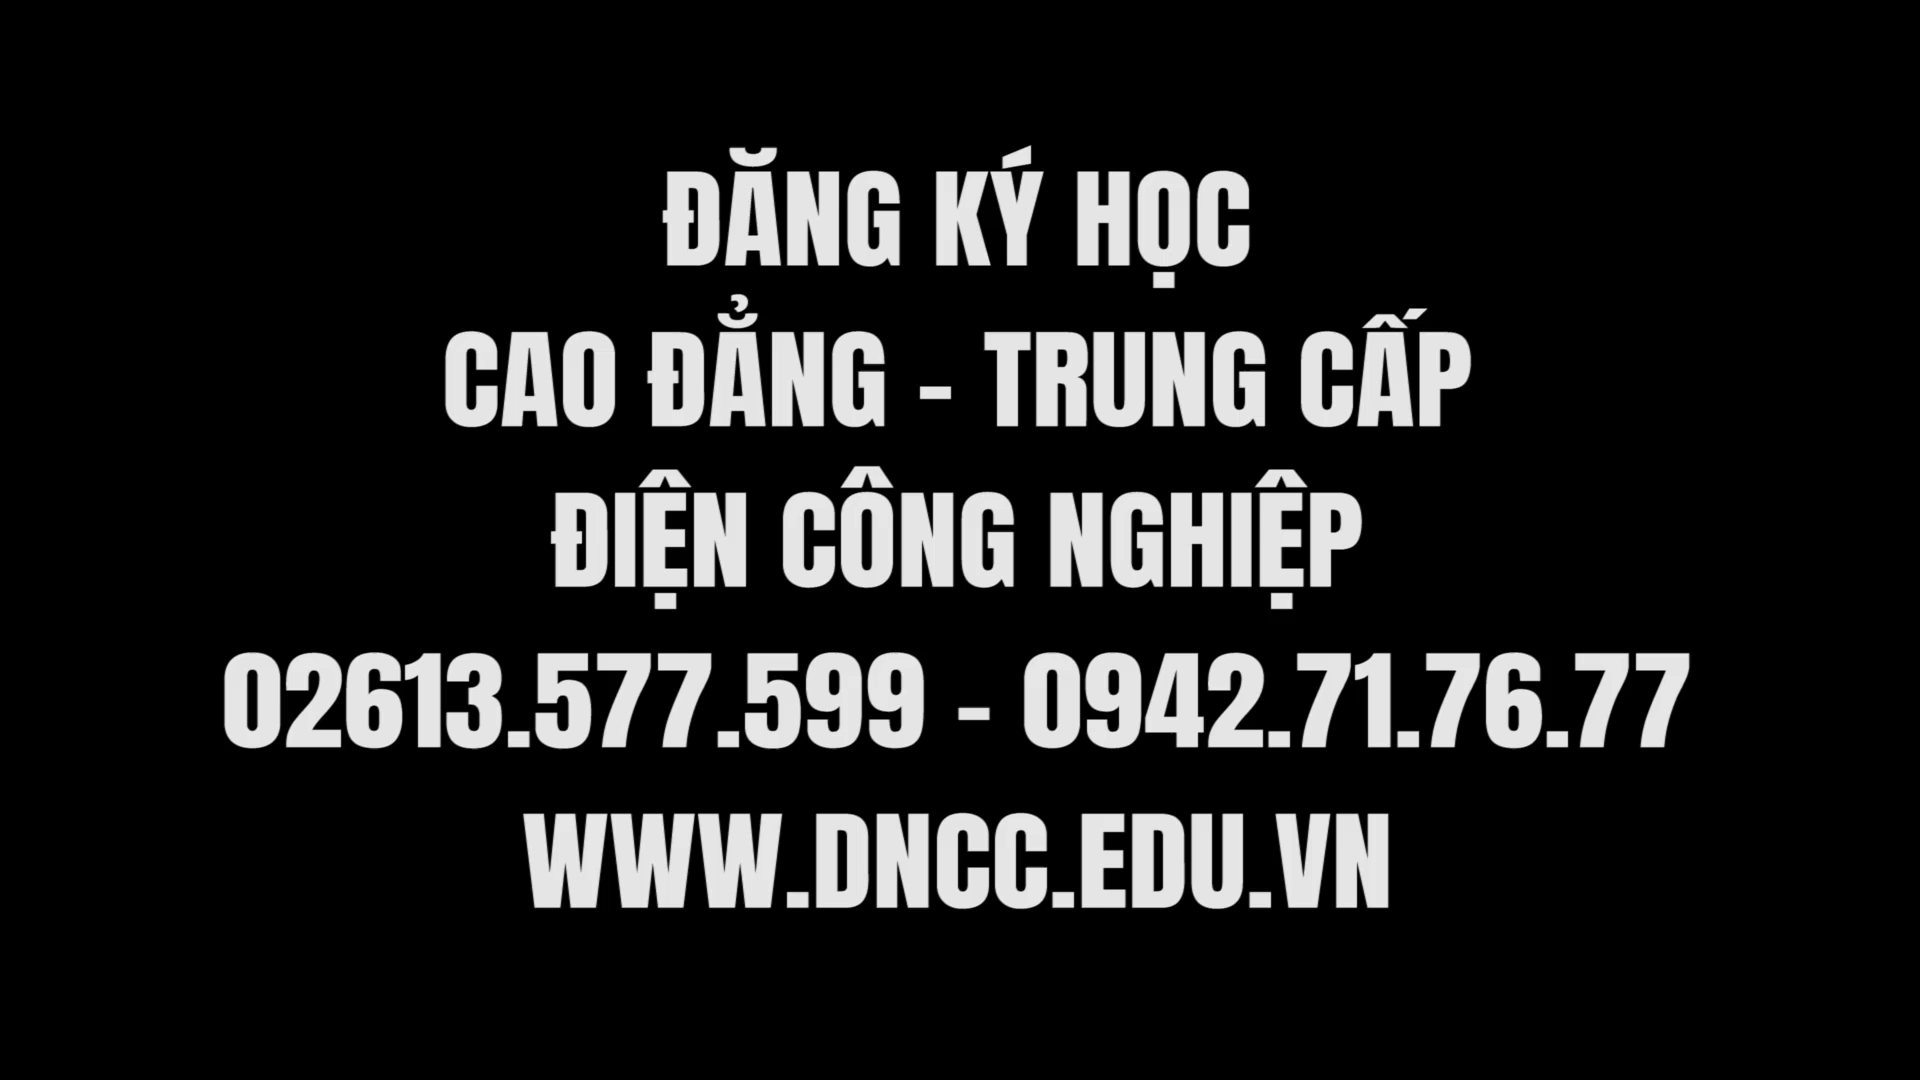 ĐĂNG KÝ HỌC
CAO ĐẲNG - TRUNG CẤP
ĐIỆN CÔNG NGHIỆP
02613.577.599 - 0942.71.76.77
WWW.DNCC.EDU.VN